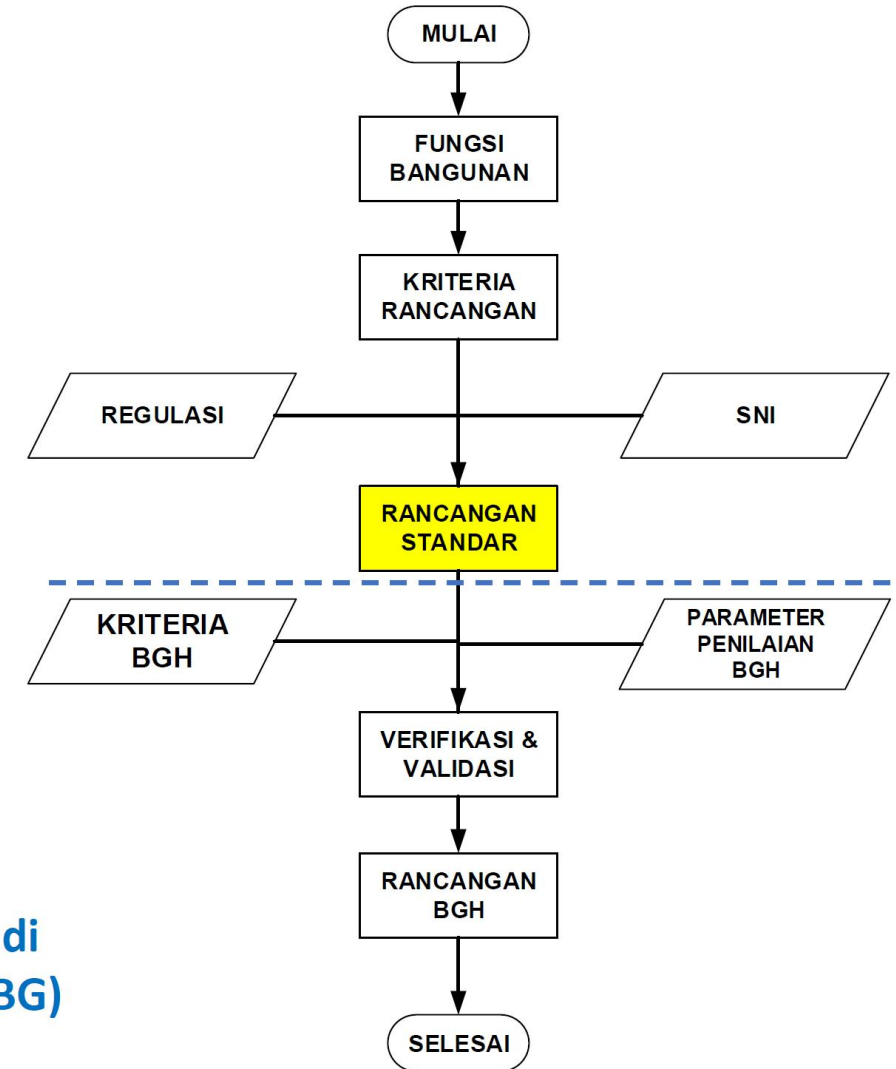 MULAI
FUNGSI
BANGUNAN
KRITERIA
RANCANGAN
REGULASI
SNI
RANCANGAN
STANDAR
KRITERIA
BGH
PARAMETER
PENILAIAN
BGH
VERIFIKASI &
VALIDASI
RANCANGAN
BGH
di
BG)
SELESAI